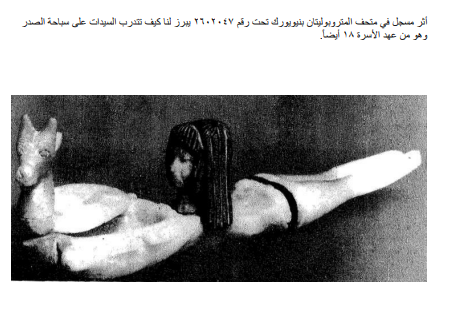 أثر مسجل في متحف المتروبوليتان بنيويورك تحت رقم ٢٦٠٢٠٤٧ يبرز لنا كيف تتدرب السيدات على سباحة الصدر
وهو من عهد الأسرة ١٨ أيضاً.